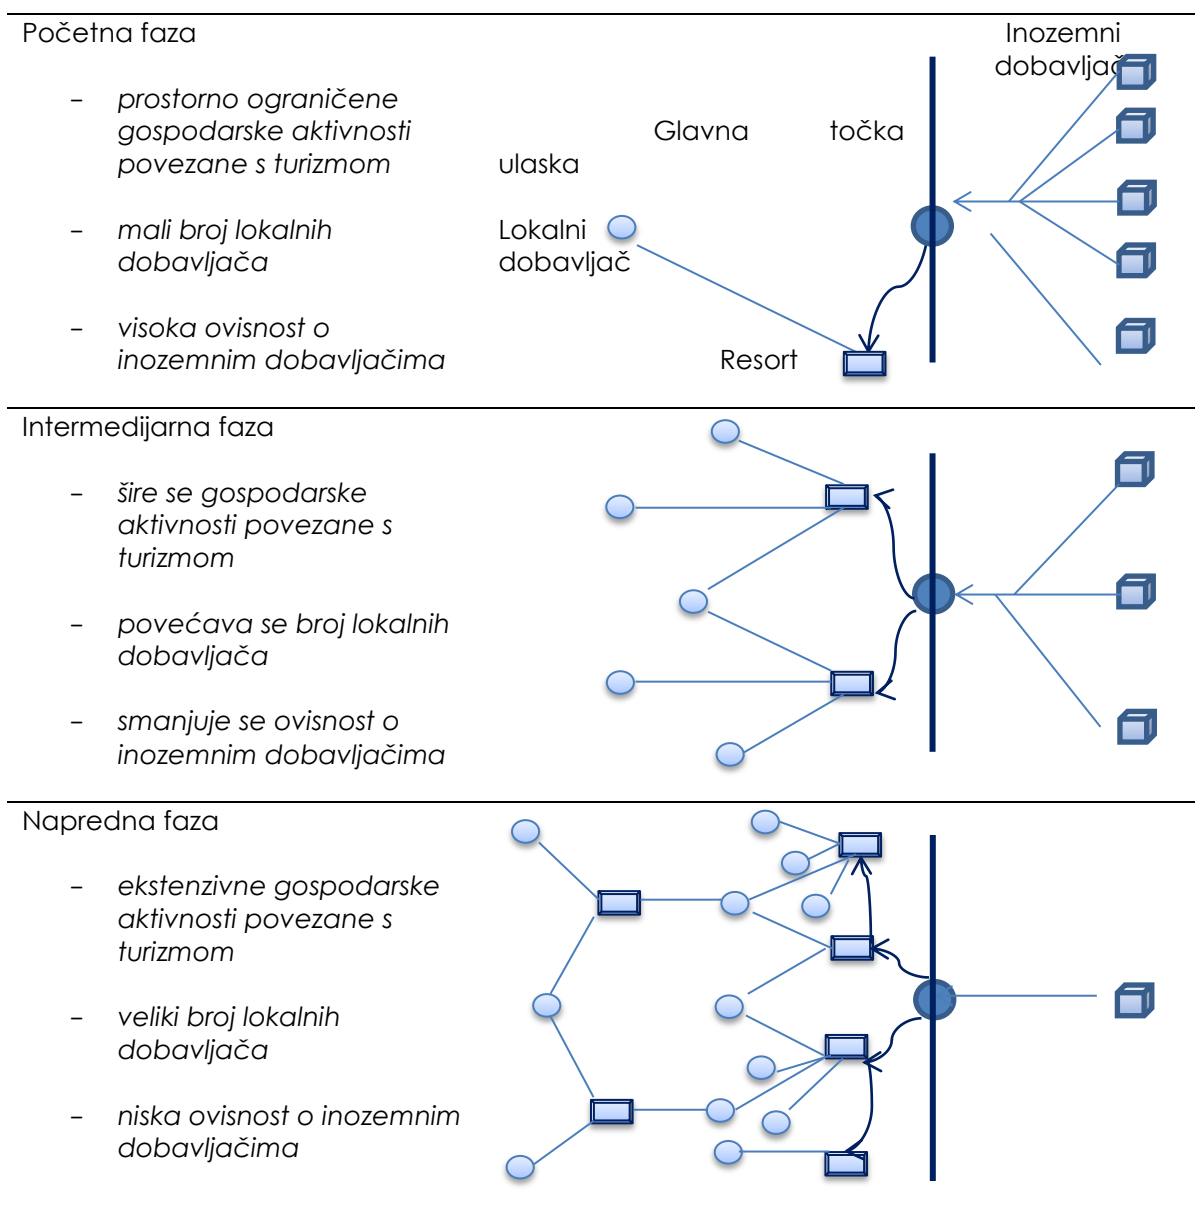 Početna faza
- prostorno ograničene
gospodarske aktivnosti
povezane s turizmom
- mali broj lokalnih
dobavljača
- visoka ovisnost o
inozemnim dobavljačima
Inozemni
dobavljač
Glavna točka
ulaska
Lokalni
dobavljač
Resort
Intermedijarna faza
- šire se gospodarske
aktivnosti povezane s
turizmom
- povećava se broj lokalnih
dobavljača
- smanjuje se ovisnost o
inozemnim dobavljačima
Napredna faza
- ekstenzivne gospodarske
aktivnosti povezane s
turizmom
- veliki broj lokalnih
dobavljača
- niska ovisnost o inozemnim
dobavljačima